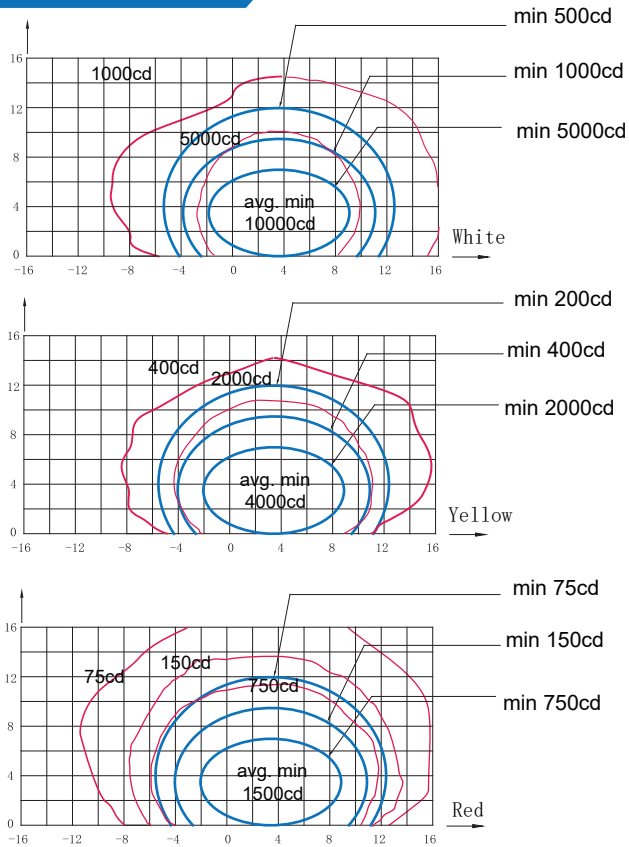 min 500cd
16
1000cd
min 1000cd
12
5000cd
min 5000cd
8
avg. min
10000cd
4
White
0
-16 -12 -8 -4 0 4 8 12 16
min 200cd
16
400cd
min 400cd
2000cd
12
min 2000cd
8
avg. min
4000cd
4
Yellow
0
-16 -12 -8 -4 0 4 8 12 16
min 75cd
16
150cd
min 150cd
75cd
750cd
12
min 750cd
8
avg. min
1500cd
4
Red
0
-16 -12 -8 -4 0 4 8 12 16